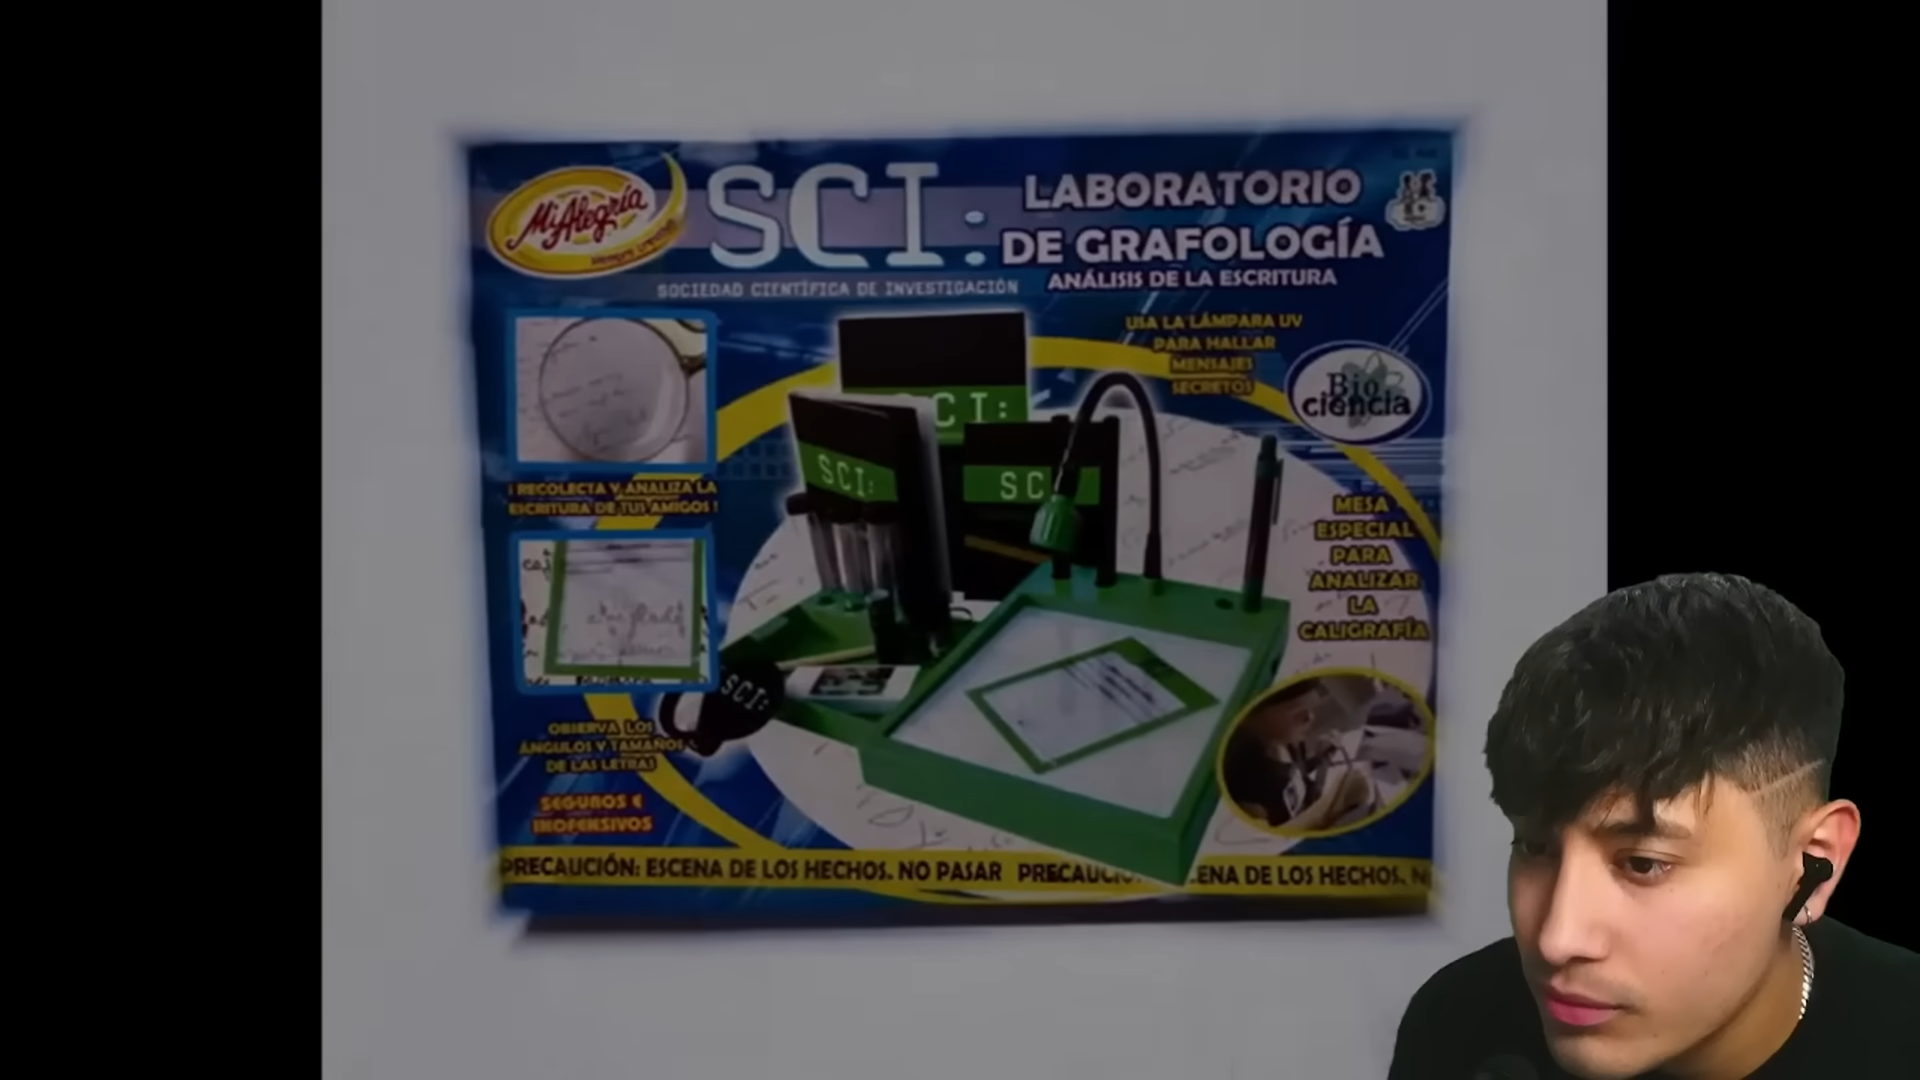 Mi Alegría
SCI:
LABORATORIO
DE GRAFOLOGÍA
ANÁLISIS DE LA ESCRITURA
SOCIEDAD CIENTÍFICA DE INVESTIGACIÓN
USA LA LÁMPARA UV
PARA HALLAR
MENSAJES
SECRETOS
Bio
ciencia
CI:
SCI:
SC
¡ RECOLECTA Y ANALIZA LA
ESCRITURA DE TUS AMIGOS !
MESA
ESPECIAL
PARA
ANALIZAR
LA
CALIGRAFÍA
SCI:
OBSERVA LOS
ÁNGULOS Y TAMAÑOS
DE LAS LETRAS
SEGUROS E
INOFENSIVOS
PRECAUCIÓN: ESCENA DE LOS HECHOS. NO PASAR PRECAUCIÓ ENA DE LOS HECHOS. N